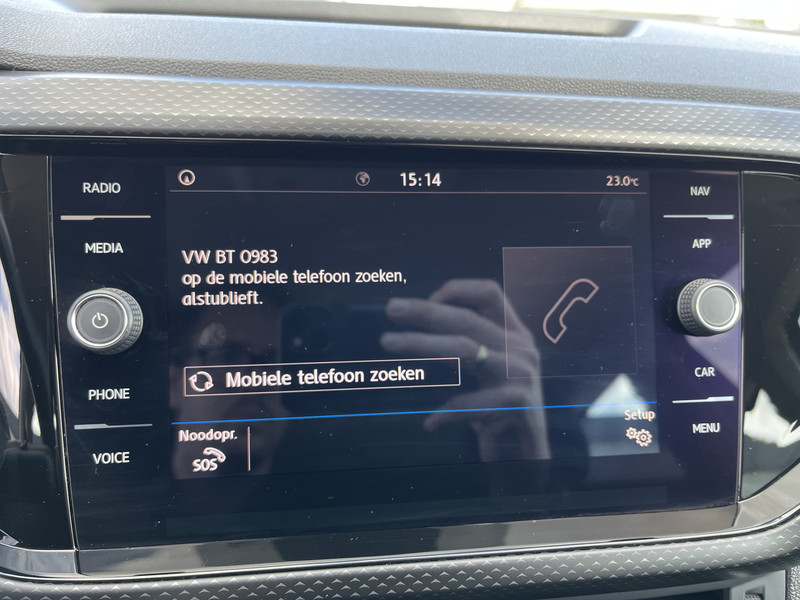 RADIO
MEDIA
PHONE
VOICE
15:14
23.0°C
VW BT 0983
op de mobiele telefoon zoeken,
alstublieft.
Mobiele telefoon zoeken
Noodopr.
SOS
Setup
NAV
APP
CAR
MENU